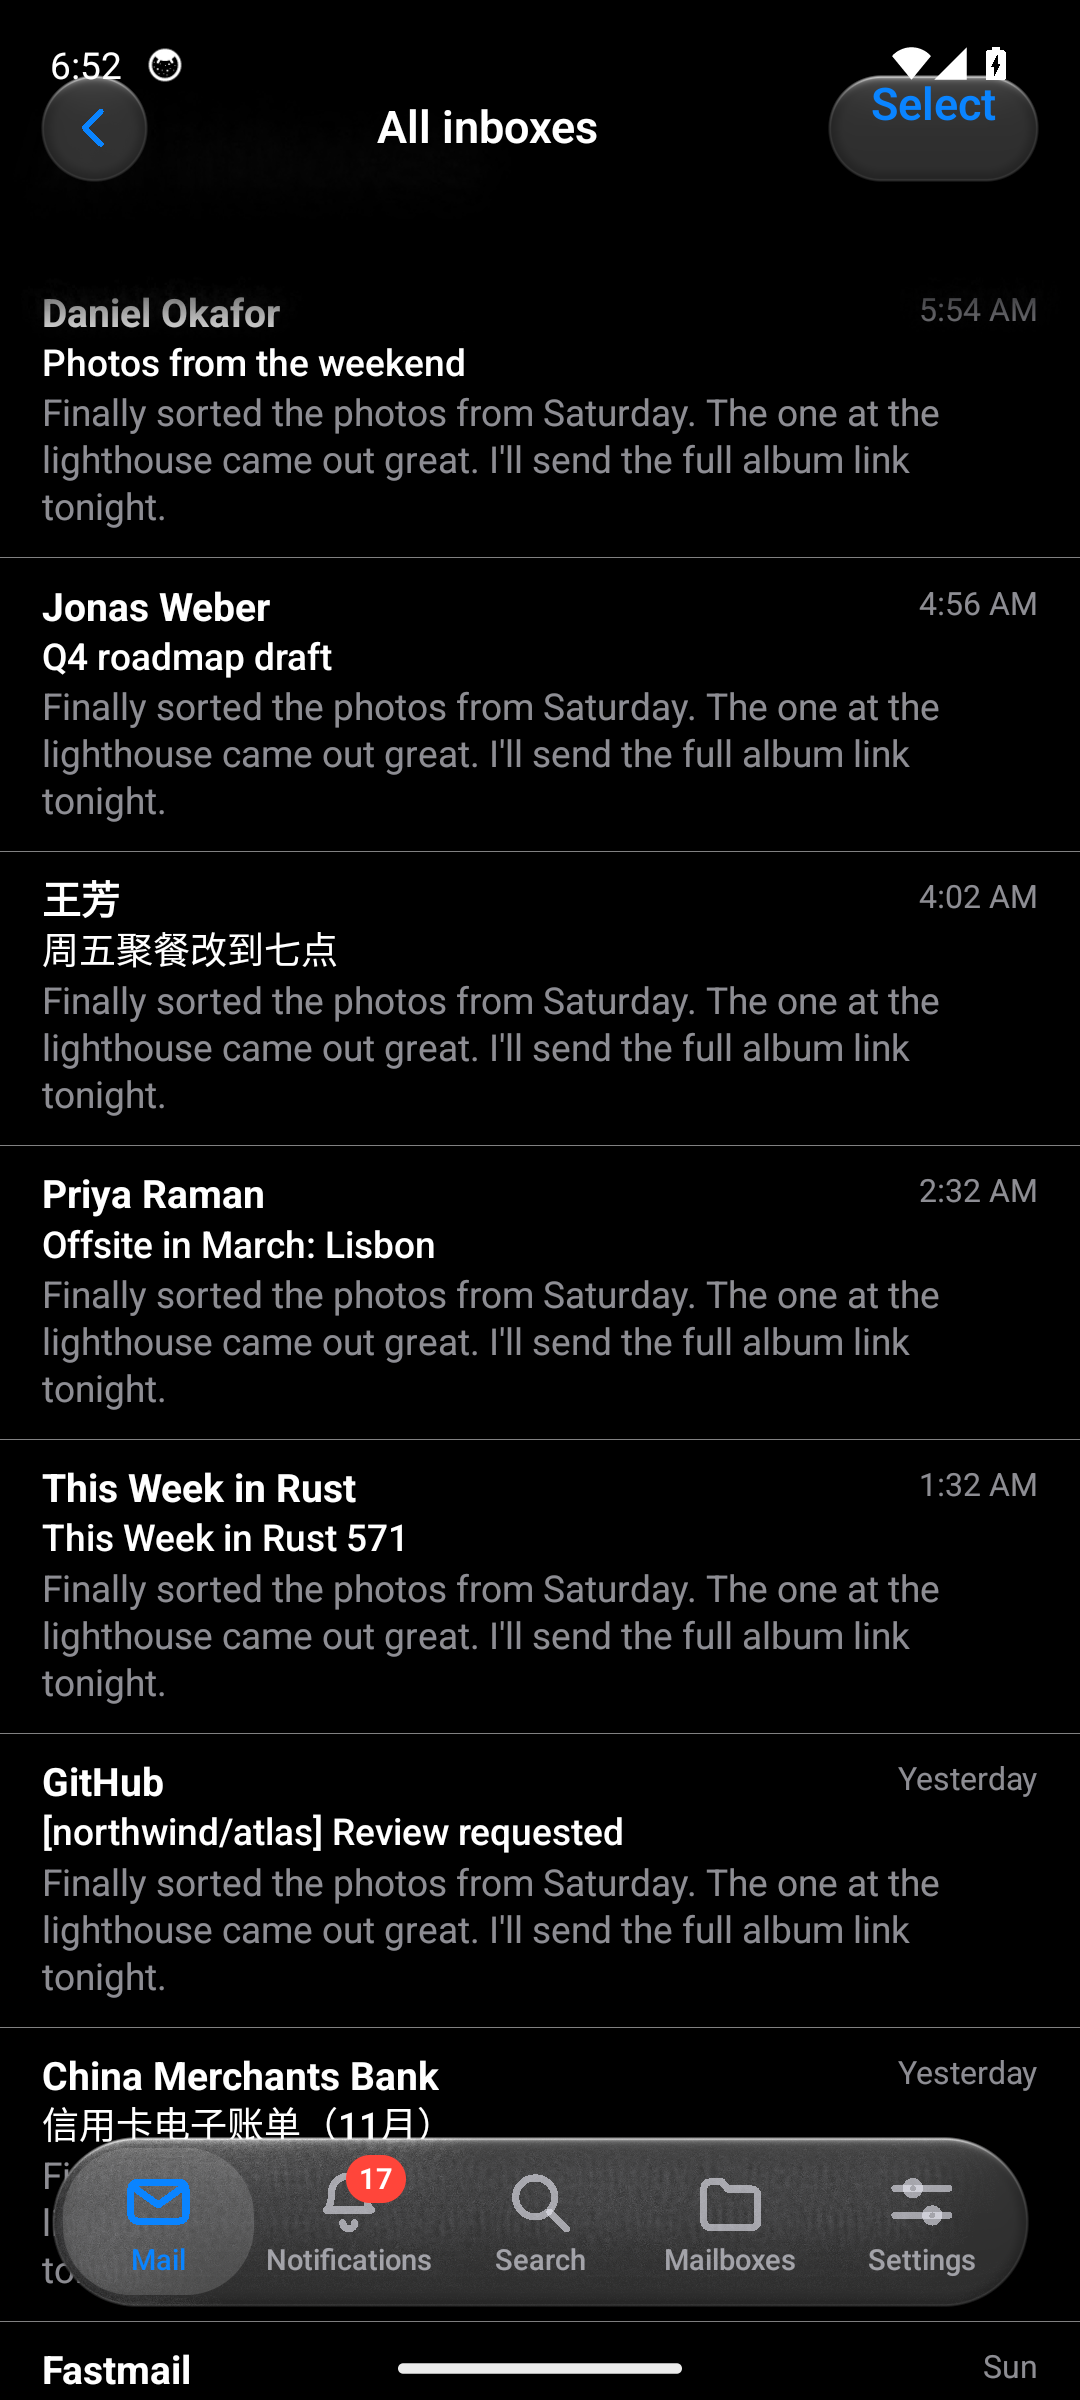 6:52
All inboxes
Select
Daniel Okafor
5:54 AM
Photos from the weekend
Finally sorted the photos from Saturday. The one at the
lighthouse came out great. I'll send the full album link
tonight.
Jonas Weber
4:56 AM
Q4 roadmap draft
Finally sorted the photos from Saturday. The one at the
lighthouse came out great. I'll send the full album link
tonight.
王芳
4:02 AM
周五聚餐改到七点
Finally sorted the photos from Saturday. The one at the
lighthouse came out great. I'll send the full album link
tonight.
Priya Raman
2:32 AM
Offsite in March: Lisbon
Finally sorted the photos from Saturday. The one at the
lighthouse came out great. I'll send the full album link
tonight.
This Week in Rust
1:32 AM
This Week in Rust 571
Finally sorted the photos from Saturday. The one at the
lighthouse came out great. I'll send the full album link
tonight.
GitHub
Yesterday
[northwind/atlas] Review requested
Finally sorted the photos from Saturday. The one at the
lighthouse came out great. I'll send the full album link
tonight.
China Merchants Bank
Yesterday
信用卡电子账单（11月）
17
Mail
Notifications
Search
Mailboxes
Settings
Fastmail
Sun